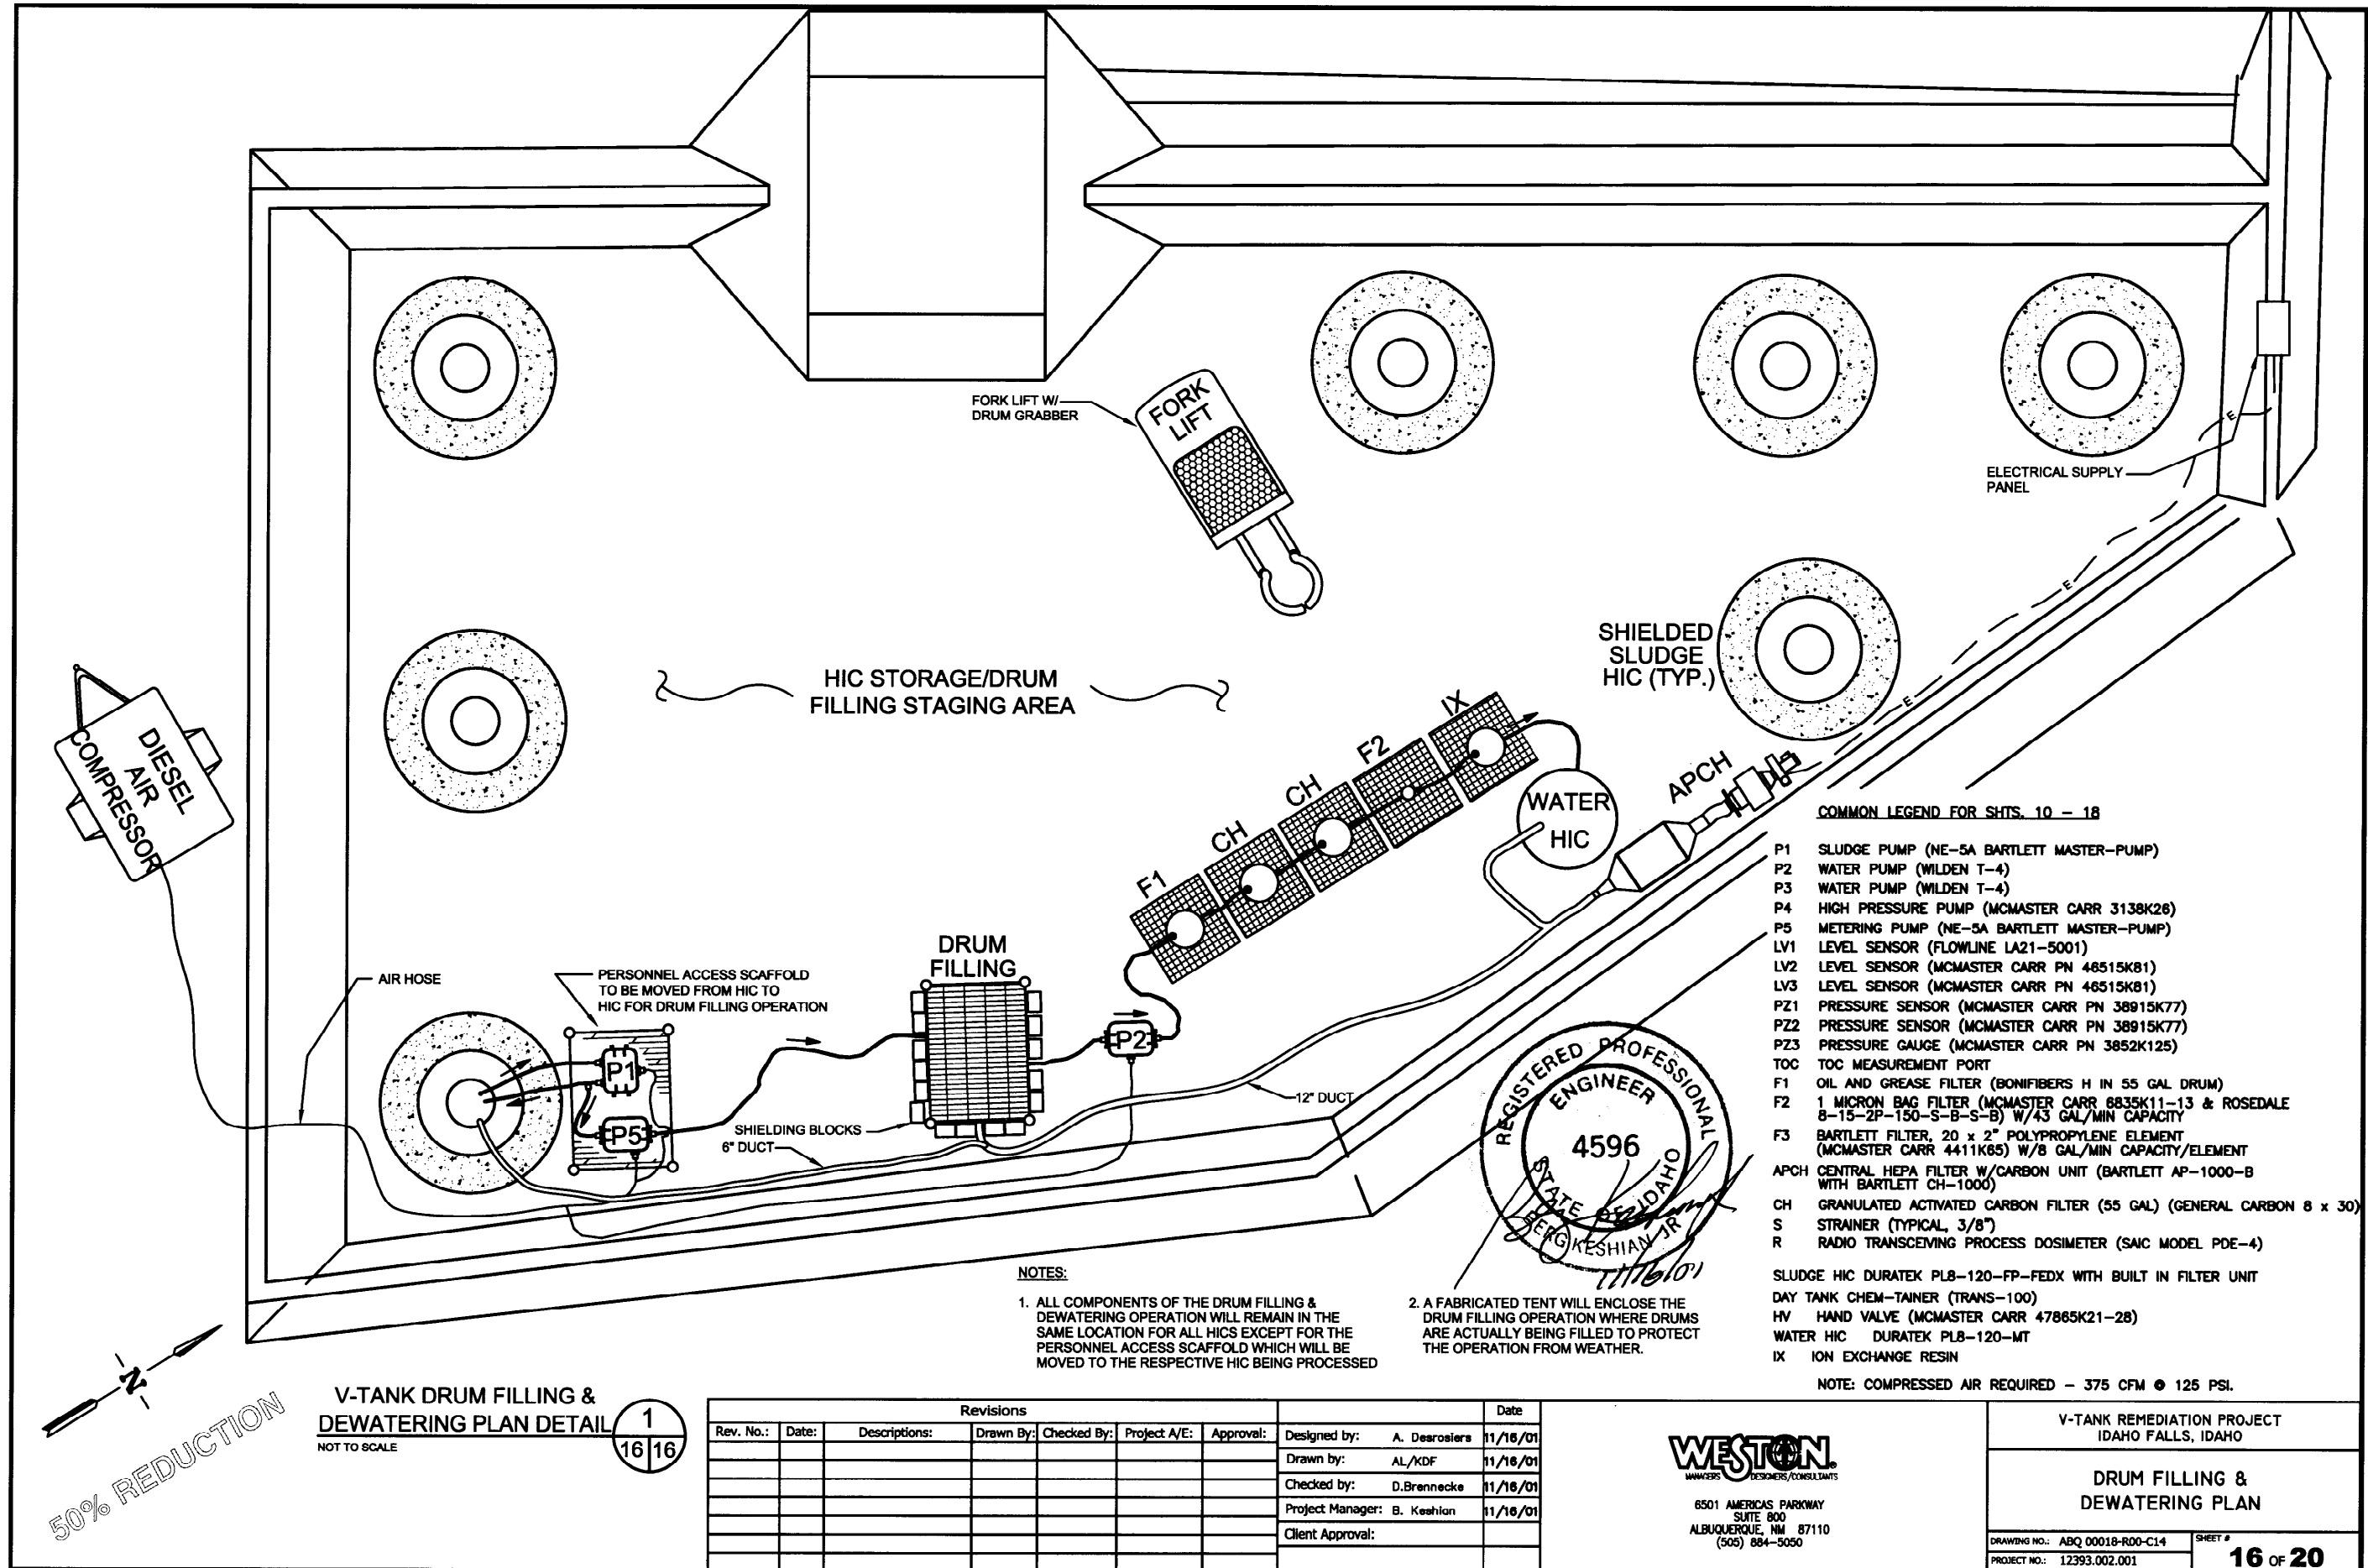 FORK LIFT W/
DRUM GRABBER
FORK
LIFT
E
ELECTRICAL SUPPLY
PANEL
E
E
SHIELDED
SLUDGE
HIC (TYP.)
HIC STORAGE/DRUM
FILLING STAGING AREA
DIESEL
AIR
COMPRESSOR
IX
F2
CH
CH
F1
APCH
WATER
HIC
AIR HOSE
PERSONNEL ACCESS SCAFFOLD
TO BE MOVED FROM HIC TO
HIC FOR DRUM FILLING OPERATION
DRUM
FILLING
P1
P2
P5
SHIELDING BLOCKS
6" DUCT
12" DUCT
REGISTERED PROFESSIONAL
ENGINEER
4596
STATE OF IDAHO
BERG KESHIAN JR
11/16/01
COMMON LEGEND FOR SHTS. 10 – 18
P1 SLUDGE PUMP (NE–5A BARTLETT MASTER–PUMP)
P2 WATER PUMP (WILDEN T–4)
P3 WATER PUMP (WILDEN T–4)
P4 HIGH PRESSURE PUMP (MCMASTER CARR 3138K26)
P5 METERING PUMP (NE–5A BARTLETT MASTER–PUMP)
LV1 LEVEL SENSOR (FLOWLINE LA21–5001)
LV2 LEVEL SENSOR (MCMASTER CARR PN 46515K81)
LV3 LEVEL SENSOR (MCMASTER CARR PN 46515K81)
PZ1 PRESSURE SENSOR (MCMASTER CARR PN 38915K77)
PZ2 PRESSURE SENSOR (MCMASTER CARR PN 38915K77)
PZ3 PRESSURE GAUGE (MCMASTER CARR PN 3852K125)
TOC TOC MEASUREMENT PORT
F1 OIL AND GREASE FILTER (BONIFIBERS H IN 55 GAL DRUM)
F2 1 MICRON BAG FILTER (MCMASTER CARR 6835K11–13 & ROSEDALE
8–15–2P–150–S–B–S–B) W/43 GAL/MIN CAPACITY
F3 BARTLETT FILTER, 20 x 2" POLYPROPYLENE ELEMENT
(MCMASTER CARR 4411K65) W/8 GAL/MIN CAPACITY/ELEMENT
APCH CENTRAL HEPA FILTER W/CARBON UNIT (BARTLETT AP–1000–B
WITH BARTLETT CH–1000)
CH GRANULATED ACTIVATED CARBON FILTER (55 GAL) (GENERAL CARBON 8 x 30)
S STRAINER (TYPICAL, 3/8")
R RADIO TRANSCEIVING PROCESS DOSIMETER (SAIC MODEL PDE–4)
SLUDGE HIC DURATEK PL8–120–FP–FEDX WITH BUILT IN FILTER UNIT
DAY TANK CHEM–TAINER (TRANS–100)
HV HAND VALVE (MCMASTER CARR 47865K21–28)
WATER HIC DURATEK PL8–120–MT
IX ION EXCHANGE RESIN
NOTE: COMPRESSED AIR REQUIRED – 375 CFM @ 125 PSI.
NOTES:
1. ALL COMPONENTS OF THE DRUM FILLING &
DEWATERING OPERATION WILL REMAIN IN THE
SAME LOCATION FOR ALL HICS EXCEPT FOR THE
PERSONNEL ACCESS SCAFFOLD WHICH WILL BE
MOVED TO THE RESPECTIVE HIC BEING PROCESSED
2. A FABRICATED TENT WILL ENCLOSE THE
DRUM FILLING OPERATION WHERE DRUMS
ARE ACTUALLY BEING FILLED TO PROTECT
THE OPERATION FROM WEATHER.
N
50% REDUCTION
V-TANK DRUM FILLING &
DEWATERING PLAN DETAIL
NOT TO SCALE
1
16 16
Revisions
Rev. No.: Date: Descriptions: Drawn By: Checked By: Project A/E: Approval:
Date
Designed by: A. Desrosiers 11/16/01
Drawn by: AL/KDF 11/16/01
Checked by: D.Brennecke 11/16/01
Project Manager: B. Keshian 11/16/01
Client Approval:
WESTON
MANAGERS DESIGNERS/CONSULTANTS
6501 AMERICAS PARKWAY
SUITE 800
ALBUQUERQUE, NM 87110
(505) 884–5050
V-TANK REMEDIATION PROJECT
IDAHO FALLS, IDAHO
DRUM FILLING &
DEWATERING PLAN
DRAWING NO.: ABQ 00018-R00-C14
PROJECT NO.: 12393.002.001
SHEET #
16 OF 20